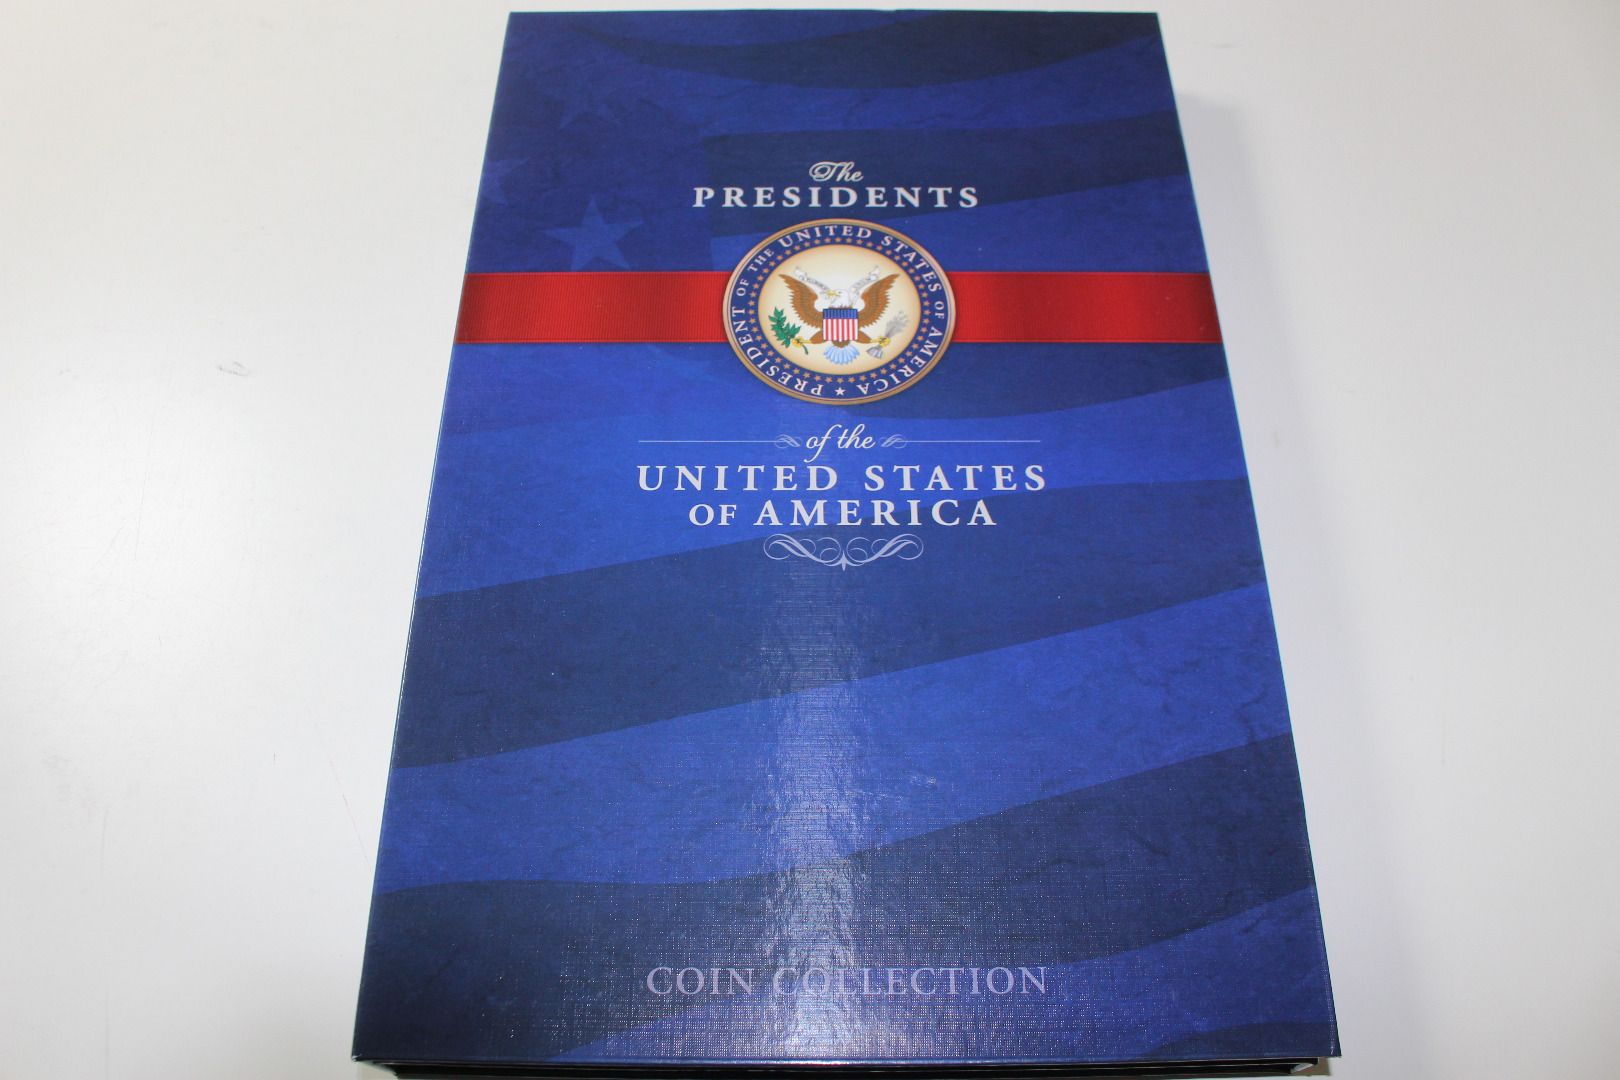 The
PRESIDENTS
PRESIDENT OF THE UNITED STATES OF AMERICA ★
of the
UNITED STATES
OF AMERICA
COIN COLLECTION